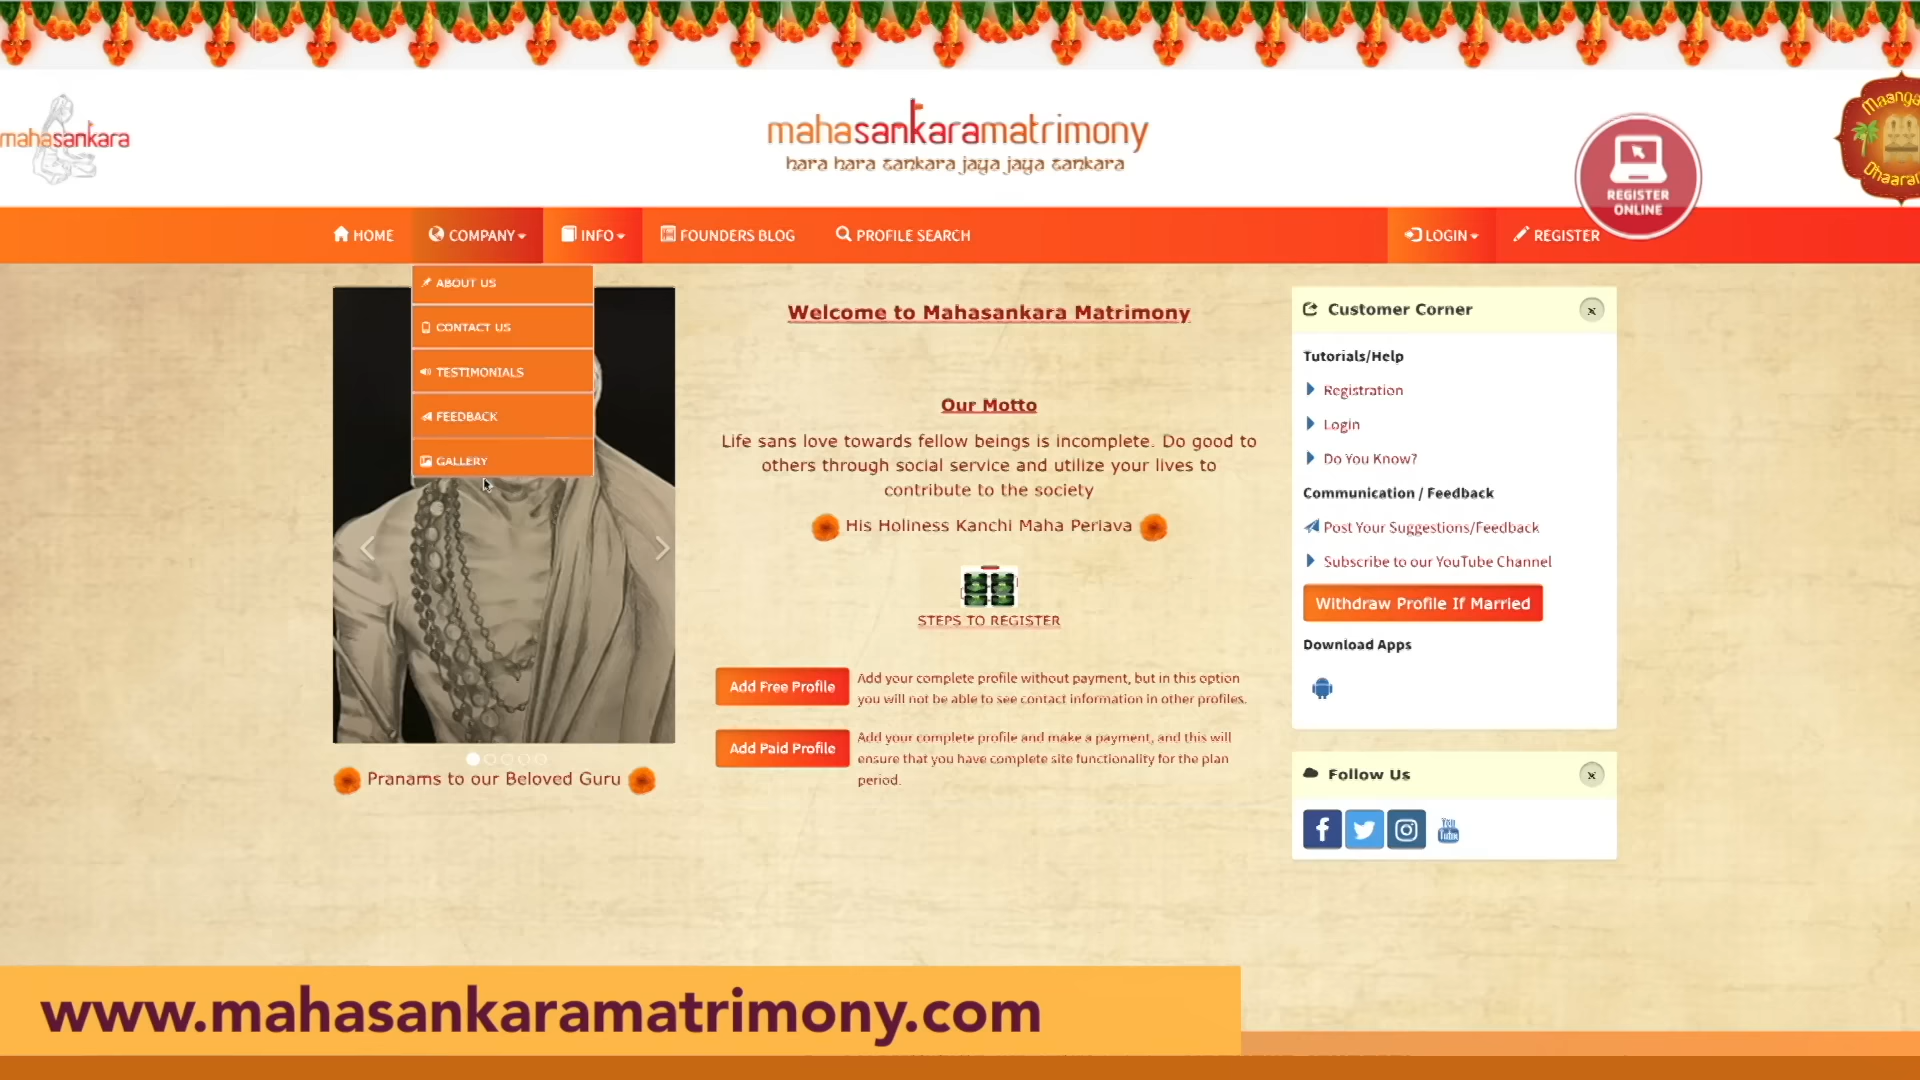 mahasankara
mahasankaramatrimony
hara hara sankara jaya jaya sankara
REGISTER
ONLINE
HOME
COMPANY
INFO
FOUNDERS BLOG
PROFILE SEARCH
LOGIN
REGISTER
ABOUT US
CONTACT US
TESTIMONIALS
FEEDBACK
GALLERY
Pranams to our Beloved Guru
Welcome to Mahasankara Matrimony
Our Motto
Life sans love towards fellow beings is incomplete. Do good to
others through social service and utilize your lives to
contribute to the society
His Holiness Kanchi Maha Periava
STEPS TO REGISTER
Add Free Profile
Add your complete profile without payment, but in this option
you will not be able to see contact information in other profiles.
Add Paid Profile
Add your complete profile and make a payment, and this will
ensure that you have complete site functionality for the plan
period.
Customer Corner
Tutorials/Help
Registration
Login
Do You Know?
Communication / Feedback
Post Your Suggestions/Feedback
Subscribe to our YouTube Channel
Withdraw Profile If Married
Download Apps
Follow Us
You
Tube
www.mahasankaramatrimony.com